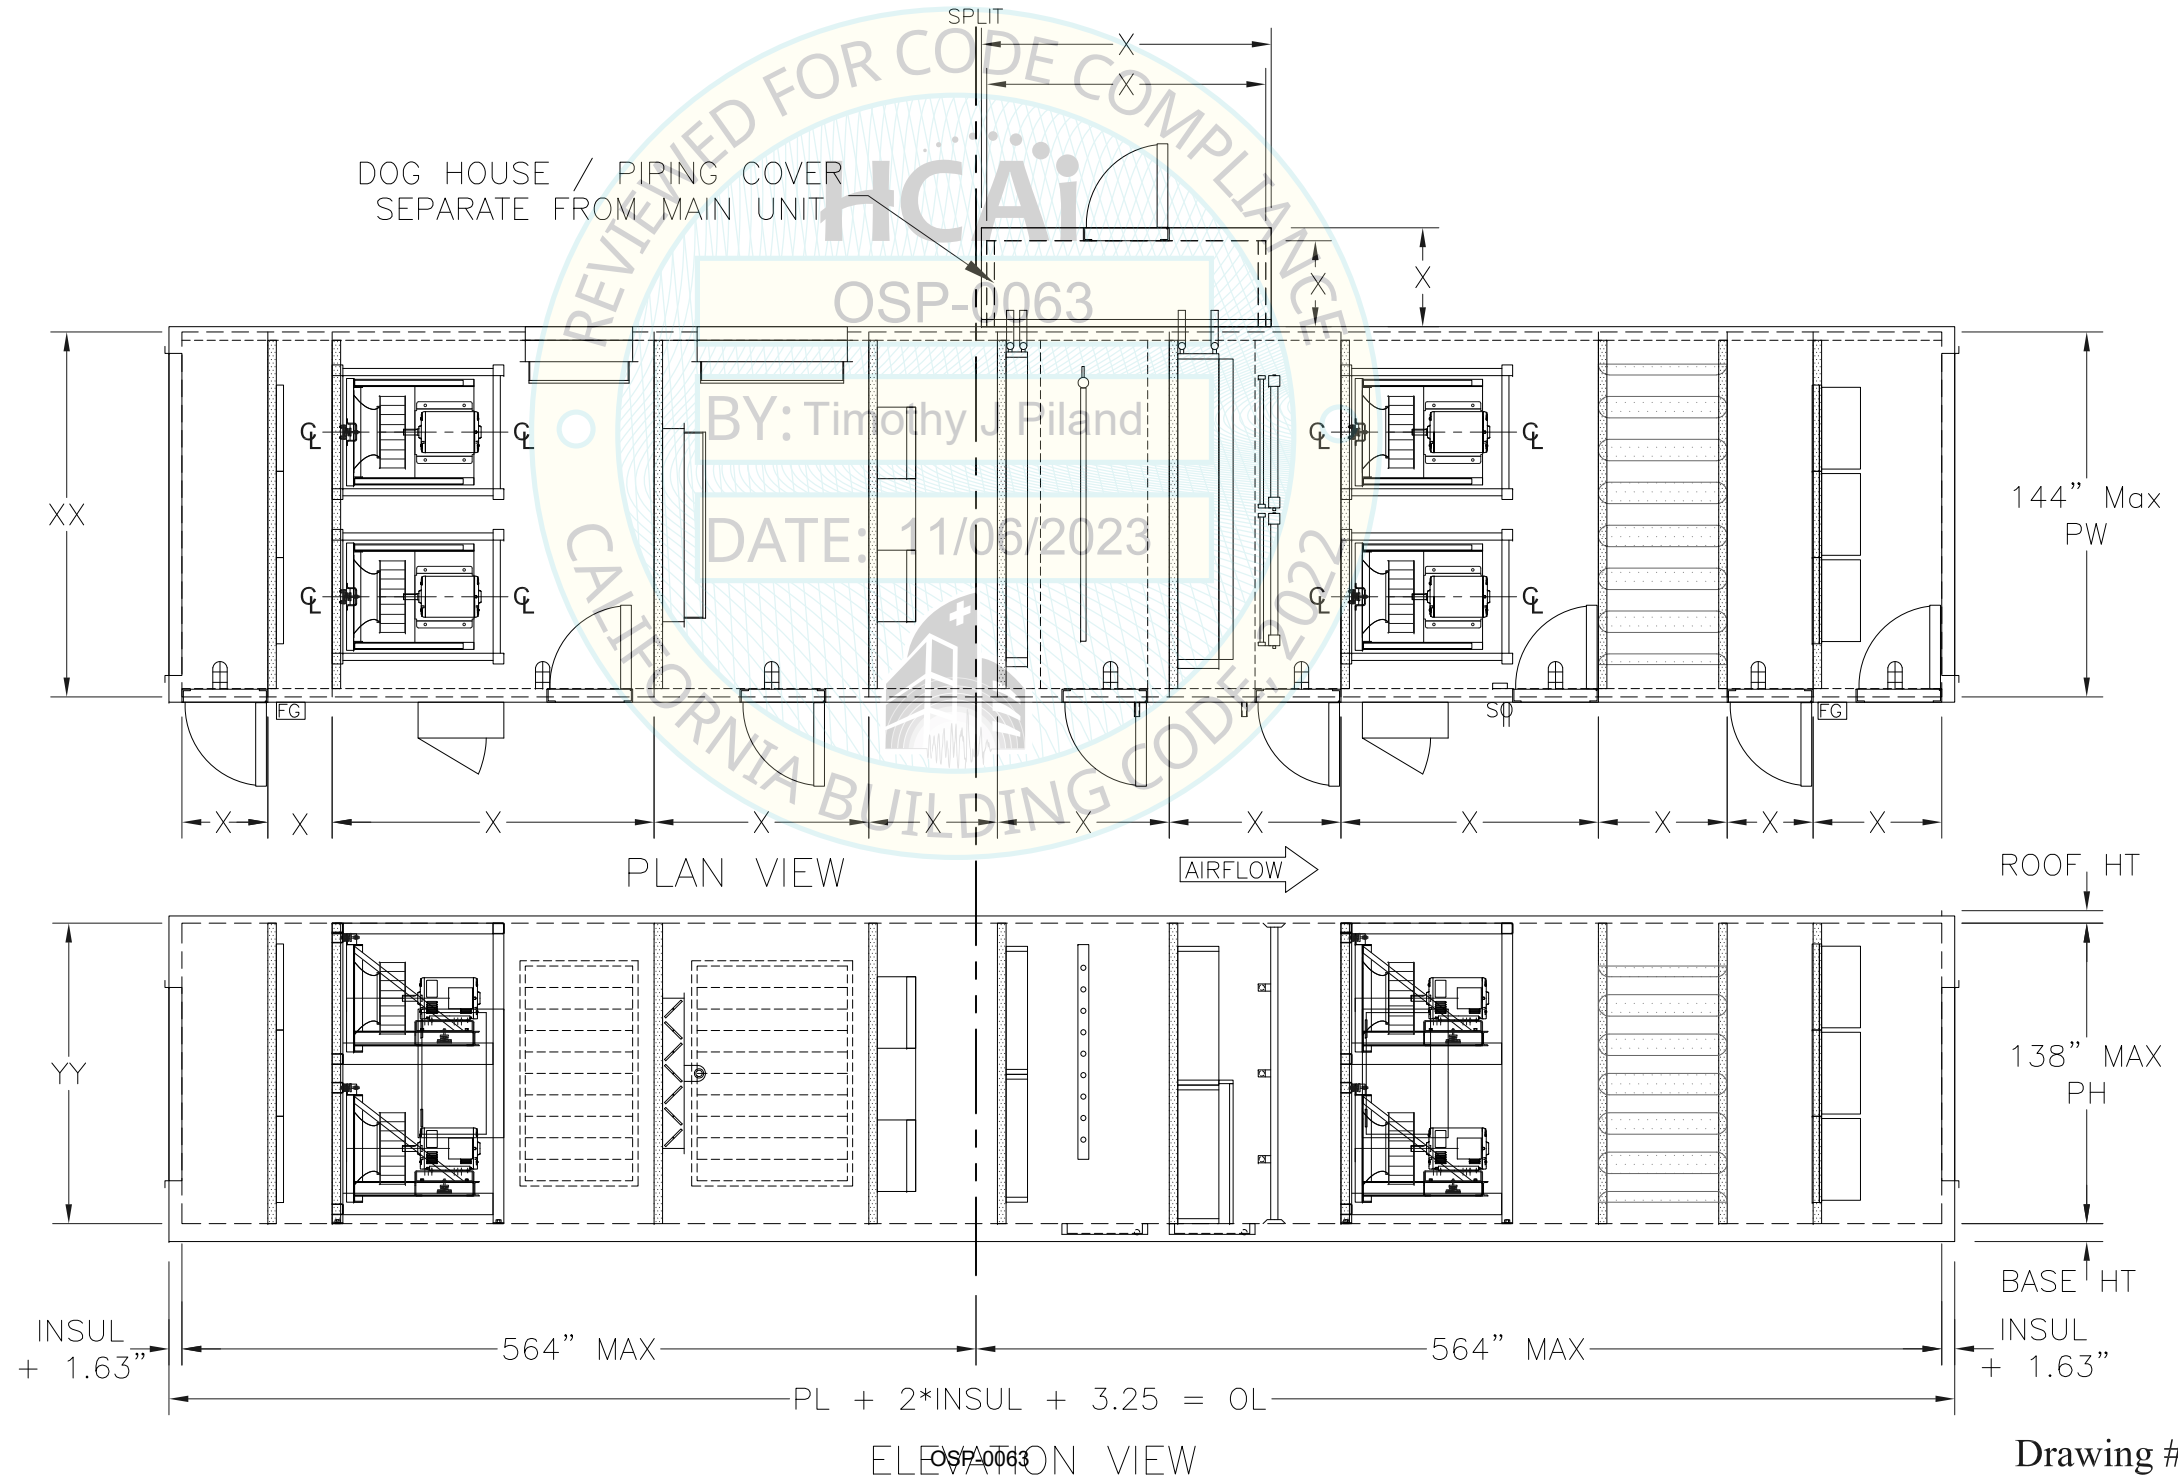 SPLIT
X
X
DOG HOUSE / PIPING COVER
SEPARATE FROM MAIN UNIT
REVIEWED FOR CODE COMPLIANCE
HCAi
OSP-0063
BY: Timothy J Piland
DATE: 11/06/2023
CALIFORNIA BUILDING CODE, 2022
X
X
℄ ℄ ℄ ℄
XX
144” Max
PW
℄ ℄ ℄ ℄
FG
SO
FG
X X X X X X X X X X X
PLAN VIEW
AIRFLOW
ROOF HT
YY
138” MAX
PH
BASE HT
INSUL
+ 1.63”
564” MAX
564” MAX
INSUL
+ 1.63”
PL + 2*INSUL + 3.25 = OL
ELEVATION VIEW
OSP-0063
Drawing #